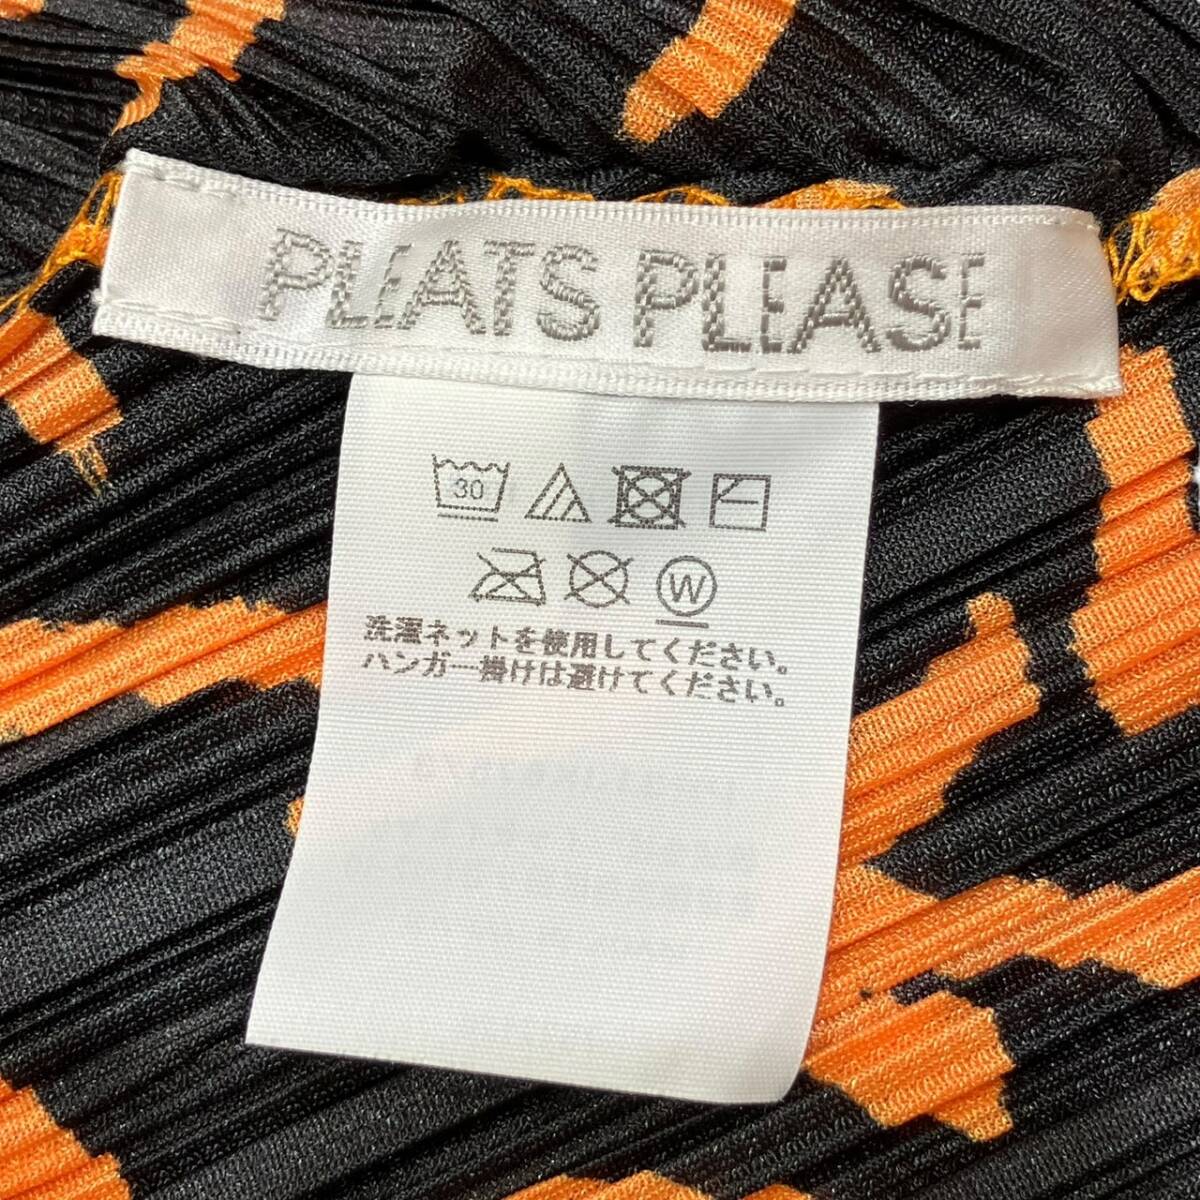 PLEATS PLEASE
30
W
洗濯ネットを使用してください。
ハンガー掛けは避けてください。